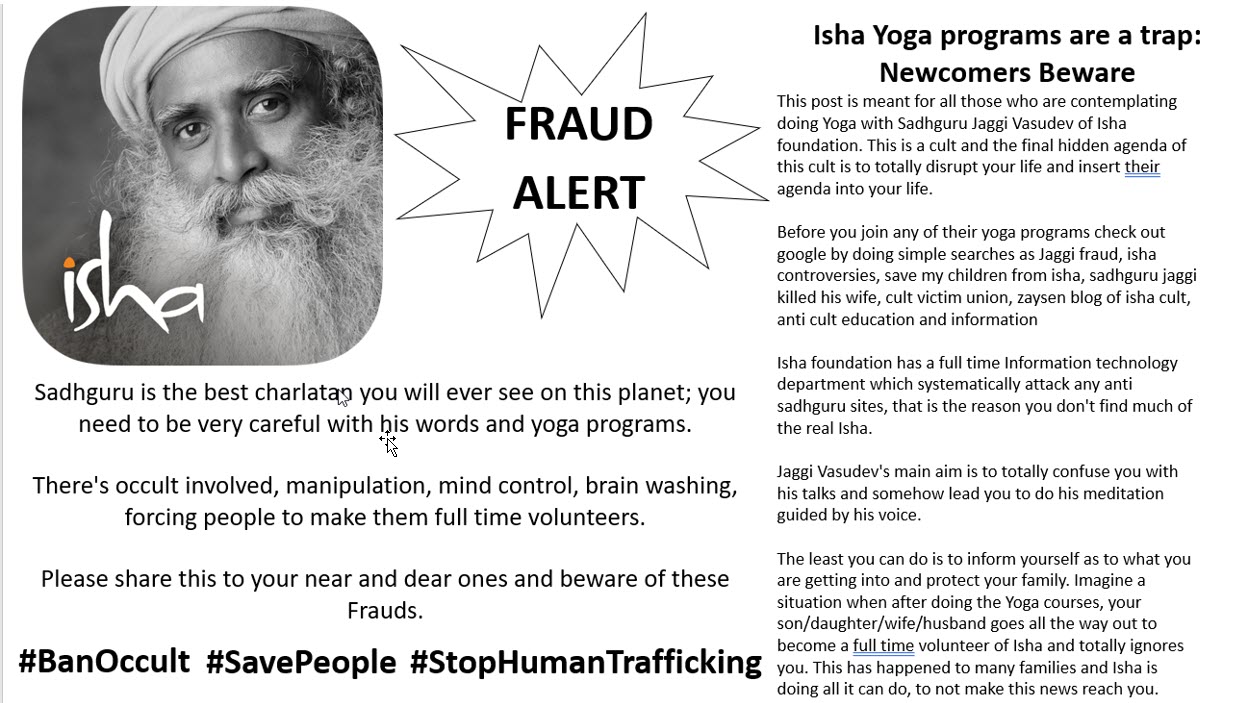 isha
FRAUD
ALERT
Sadhguru is the best charlatan you will ever see on this planet; you
need to be very careful with his words and yoga programs.
There's occult involved, manipulation, mind control, brain washing,
forcing people to make them full time volunteers.
Please share this to your near and dear ones and beware of these
Frauds.
#BanOccult #SavePeople #StopHumanTrafficking
Isha Yoga programs are a trap:
Newcomers Beware
This post is meant for all those who are contemplating
doing Yoga with Sadhguru Jaggi Vasudev of Isha
foundation. This is a cult and the final hidden agenda of
this cult is to totally disrupt your life and insert their
agenda into your life.
Before you join any of their yoga programs check out
google by doing simple searches as Jaggi fraud, isha
controversies, save my children from isha, sadhguru jaggi
killed his wife, cult victim union, zaysen blog of isha cult,
anti cult education and information
Isha foundation has a full time Information technology
department which systematically attack any anti
sadhguru sites, that is the reason you don't find much of
the real Isha.
Jaggi Vasudev's main aim is to totally confuse you with
his talks and somehow lead you to do his meditation
guided by his voice.
The least you can do is to inform yourself as to what you
are getting into and protect your family. Imagine a
situation when after doing the Yoga courses, your
son/daughter/wife/husband goes all the way out to
become a full time volunteer of Isha and totally ignores
you. This has happened to many families and Isha is
doing all it can do, to not make this news reach you.